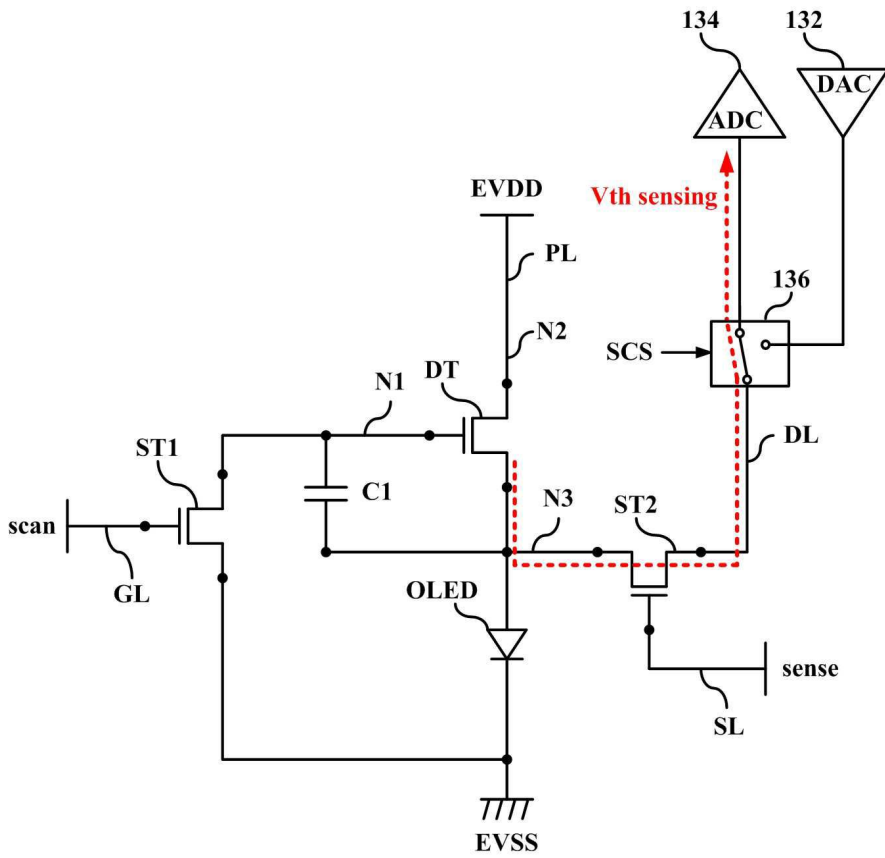 134
132
DAC
ADC
EVDD
Vth sensing
PL
136
N2
SCS
DT
N1
DL
ST1
C1
N3
ST2
scan
GL
OLED
sense
SL
EVSS